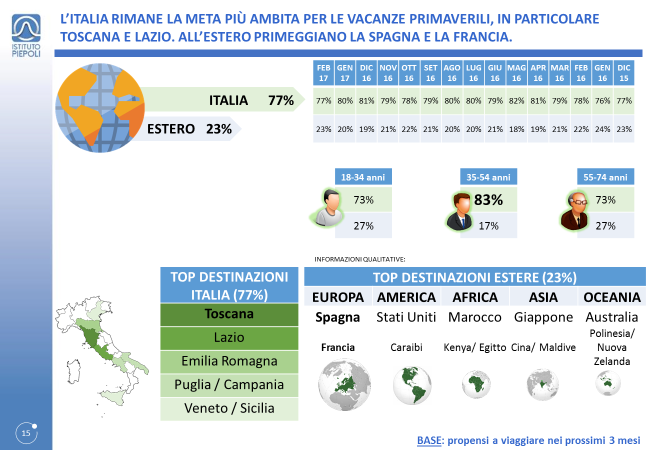 L’ITALIA RIMANE LA META PIÙ AMBITA PER LE VACANZE PRIMAVERILI, IN PARTICOLARE
TOSCANA E LAZIO. ALL’ESTERO PRIMEGGIANO LA SPAGNA E LA FRANCIA.
ISTITUTO
PIEPOLI
FEB 17 GEN 17 DIC 16 NOV 16 OTT 16 SET 16 AGO 16 LUG 16 GIU 16 MAG 16 APR 16 MAR 16 FEB 16 GEN 16 DIC 15
ITALIA 77%
77% 80% 81% 79% 78% 79% 80% 80% 79% 82% 81% 79% 78% 76% 77%
ESTERO 23%
23% 20% 19% 21% 22% 21% 20% 20% 21% 18% 19% 21% 22% 24% 23%
18-34 anni
73%
27%
35-54 anni
83%
17%
55-74 anni
73%
27%
INFORMAZIONI QUALITATIVE:
TOP DESTINAZIONI
ITALIA (77%)
Toscana
Lazio
Emilia Romagna
Puglia / Campania
Veneto / Sicilia
TOP DESTINAZIONI ESTERE (23%)
EUROPA AMERICA AFRICA ASIA OCEANIA
Spagna Stati Uniti Marocco Giappone Australia
Francia Caraibi Kenya/ Egitto Cina/ Maldive Polinesia/
Nuova
Zelanda
15
BASE: propensi a viaggiare nei prossimi 3 mesi